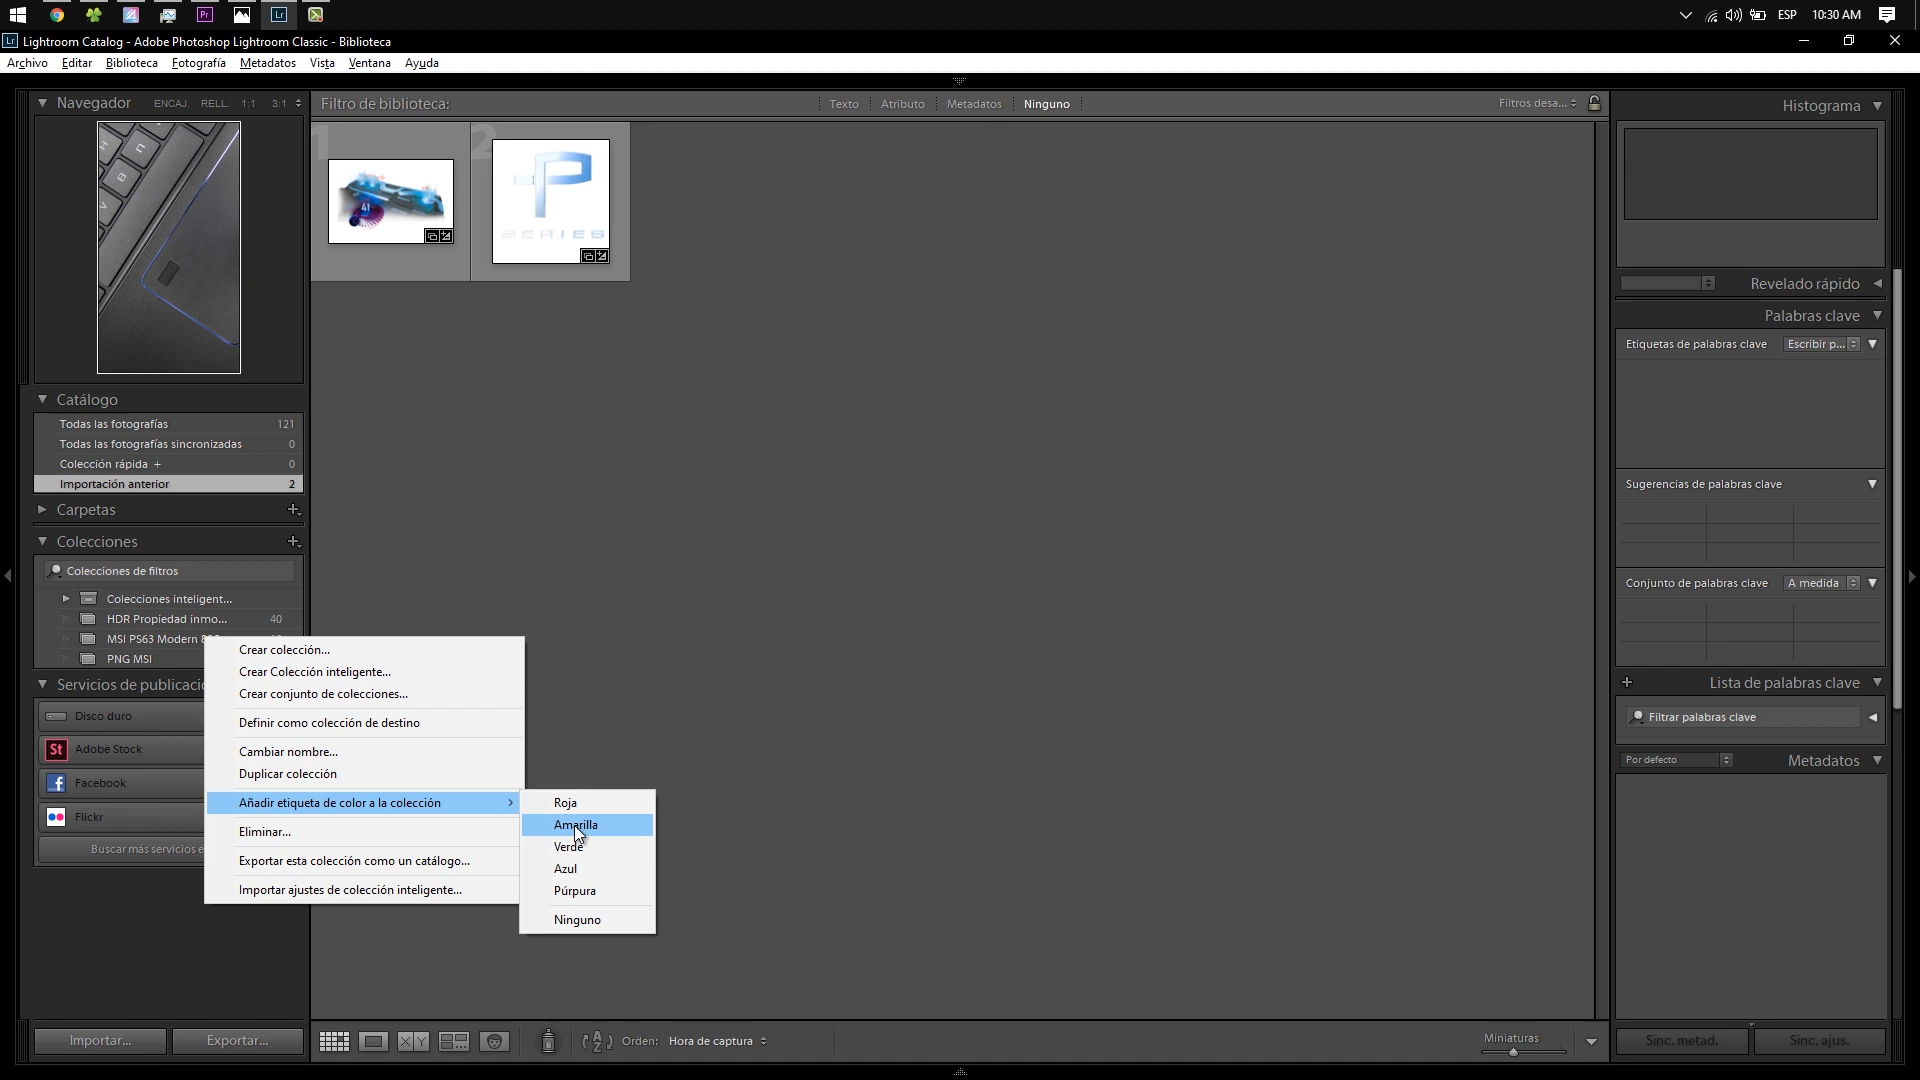 ESP
10:30 AM
Lightroom Catalog - Adobe Photoshop Lightroom Classic - Biblioteca
Archivo Editar Biblioteca Fotografía Metadatos Vista Ventana Ayuda
Navegador ENCAJ. RELL. 1:1 3:1
Filtro de biblioteca:
Texto Atributo Metadatos Ninguno
Filtros desa...
Histograma
1
2
41
SERIES
Catálogo
Todas las fotografías 121
Todas las fotografías sincronizadas 0
Colección rápida + 0
Importación anterior 2
Carpetas
Colecciones
Colecciones de filtros
Colecciones inteligent...
HDR Propiedad inmo... 40
MSI PS63 Modern
PNG MSI
Servicios de publicaci
Disco duro
St Adobe Stock
Facebook
Flickr
Buscar más servicios e
Crear colección...
Crear Colección inteligente...
Crear conjunto de colecciones...
Definir como colección de destino
Cambiar nombre...
Duplicar colección
Añadir etiqueta de color a la colección
Eliminar...
Exportar esta colección como un catálogo...
Importar ajustes de colección inteligente...
Roja
Amarilla
Verde
Azul
Púrpura
Ninguno
Revelado rápido
Palabras clave
Etiquetas de palabras clave Escribir p...
Sugerencias de palabras clave
Conjunto de palabras clave A medida
Lista de palabras clave
Filtrar palabras clave
Por defecto Metadatos
Importar... Exportar...
Orden: Hora de captura
Miniaturas
Sinc. metad. Sinc. ajus.